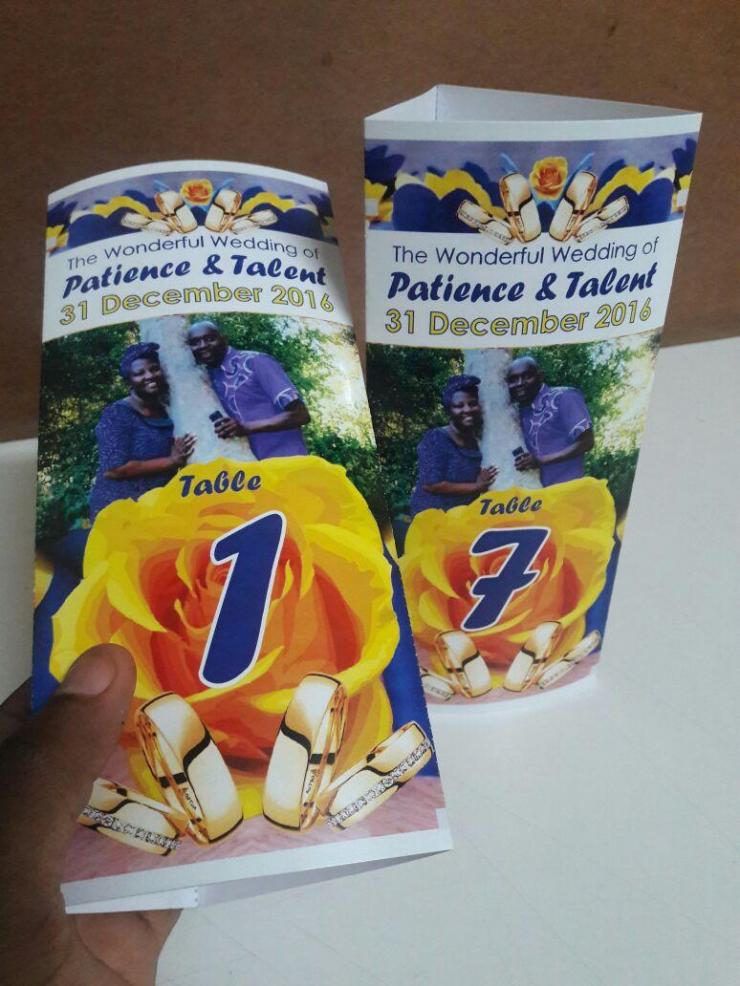 The Wonderful Wedding of
Patience & Talent
31 December 2016
Table
1
The Wonderful Wedding of
Patience & Talent
31 December 2016
Table
7